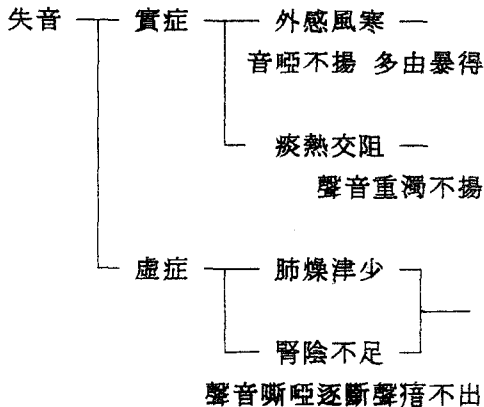 失音 實症 外感風寒
音啞不揚 多由暴得
痰熱交阻
聲音重濁不揚
虛症 肺燥津少
腎陰不足
聲音嘶啞逐斷聲瘖不出